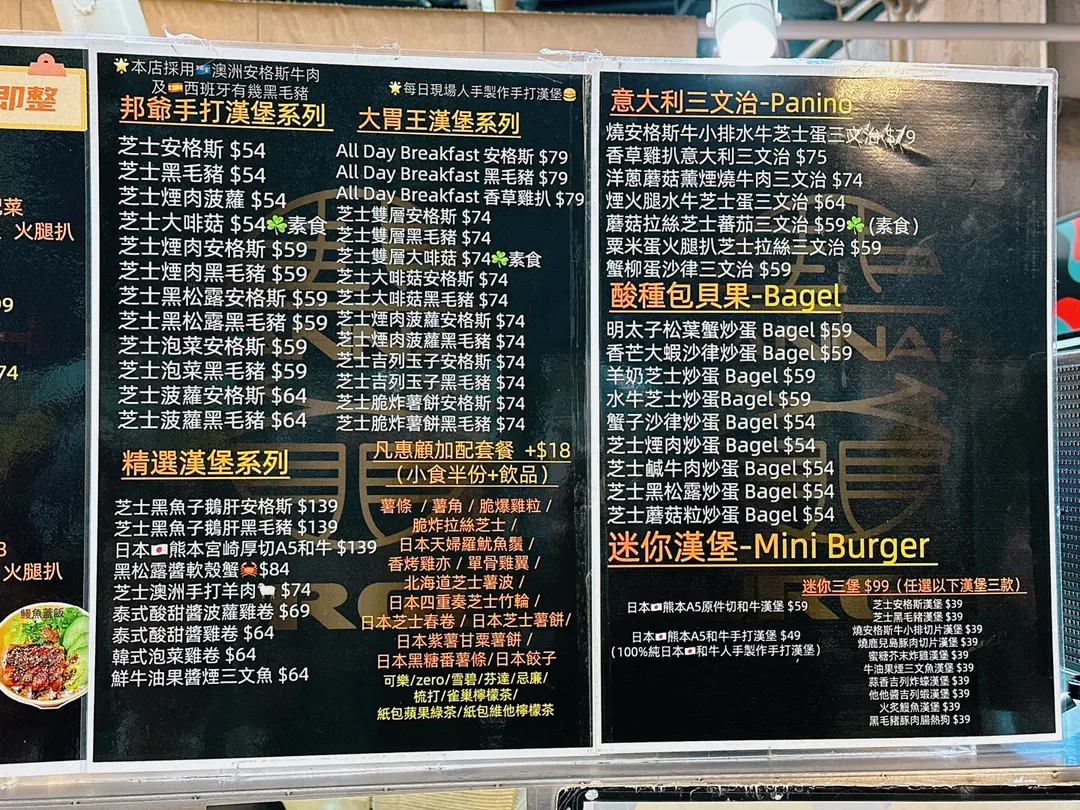 即整
火腿扒
火腿扒
鰻魚蓋飯
🌟本店採用🇦🇺澳洲安格斯牛肉
及🇪🇸西班牙有幾黑毛豬
🌟每日現場人手製作手打漢堡🍔
邦爺手打漢堡系列
芝士安格斯 $54
芝士黑毛豬 $54
芝士煙肉菠蘿 $54
芝士大啡菇 $54☘️素食
芝士煙肉安格斯 $59
芝士煙肉黑毛豬 $59
芝士黑松露安格斯 $59
芝士黑松露黑毛豬 $59
芝士泡菜安格斯 $59
芝士泡菜黑毛豬 $59
芝士菠蘿安格斯 $64
芝士菠蘿黑毛豬 $64
精選漢堡系列
芝士黑魚子鵝肝安格斯 $139
芝士黑魚子鵝肝黑毛豬 $139
日本🇯🇵熊本宮崎厚切A5和牛 $139
黑松露醬軟殼蟹🦀$84
芝士澳洲手打羊肉🐑 $74
泰式酸甜醬菠蘿雞卷 $69
泰式酸甜醬雞卷 $64
韓式泡菜雞卷 $64
鮮牛油果醬煙三文魚 $64
大胃王漢堡系列
All Day Breakfast 安格斯 $79
All Day Breakfast 黑毛豬 $79
All Day Breakfast 香草雞扒 $79
芝士雙層安格斯 $74
芝士雙層黑毛豬 $74
芝士雙層大啡菇 $74☘️素食
芝士大啡菇安格斯 $74
芝士大啡菇黑毛豬 $74
芝士煙肉菠蘿安格斯 $74
芝士煙肉菠蘿黑毛豬 $74
芝士吉列玉子安格斯 $74
芝士吉列玉子黑毛豬 $74
芝士脆炸薯餅安格斯 $74
芝士脆炸薯餅黑毛豬 $74
凡惠顧加配套餐 +$18
（小食半份+飲品）
薯條 / 薯角 / 脆爆雞粒 /
脆炸拉絲芝士 /
日本天婦羅魷魚鬚 /
香烤雞亦 / 單骨雞翼 /
北海道芝士薯波 /
日本四重奏芝士竹輪 /
日本芝士春卷 / 日本芝士薯餅/
日本紫薯甘粟薯餅 /
日本黑糖番薯條/日本餃子
可樂/zero/雪碧/芬達/忌廉/
梳打/雀巢檸檬茶/
紙包蘋果綠茶/紙包維他檸檬茶
意大利三文治-Panino
燒安格斯牛小排水牛芝士蛋三文治 $79
香草雞扒意大利三文治 $75
洋蔥蘑菇薰煙燒牛肉三文治 $74
煙火腿水牛芝士蛋三文治 $64
蘑菇拉絲芝士蕃茄三文治 $59☘️ (素食 )
粟米蛋火腿扒芝士拉絲三文治 $59
蟹柳蛋沙律三文治 $59
酸種包貝果-Bagel
明太子松葉蟹炒蛋 Bagel $59
香芒大蝦沙律炒蛋 Bagel $59
羊奶芝士炒蛋 Bagel $59
水牛芝士炒蛋Bagel $59
蟹子沙律炒蛋 Bagel $54
芝士煙肉炒蛋 Bagel $54
芝士鹹牛肉炒蛋 Bagel $54
芝士黑松露炒蛋 Bagel $54
芝士蘑菇粒炒蛋 Bagel $54
迷你漢堡-Mini Burger
日本🇯🇵熊本A5原件切和牛漢堡 $59
日本🇯🇵熊本A5和牛手打漢堡 $49
(100%純日本🇯🇵和牛人手製作手打漢堡）
迷你三堡 $99（任選以下漢堡三款）
芝士安格斯漢堡 $39
芝士黑毛豬漢堡 $39
燒安格斯牛小排切片漢堡 $39
燒鹿兒島豚肉切片漢堡 $39
蜜糖芥末炸雞漢堡 $39
牛油果煙三文魚漢堡 $39
蒜香吉列炸蠔漢堡 $39
他他醬吉列蝦漢堡 $39
火炙鰻魚漢堡 $39
黑毛豬豚肉腸熱狗 $39